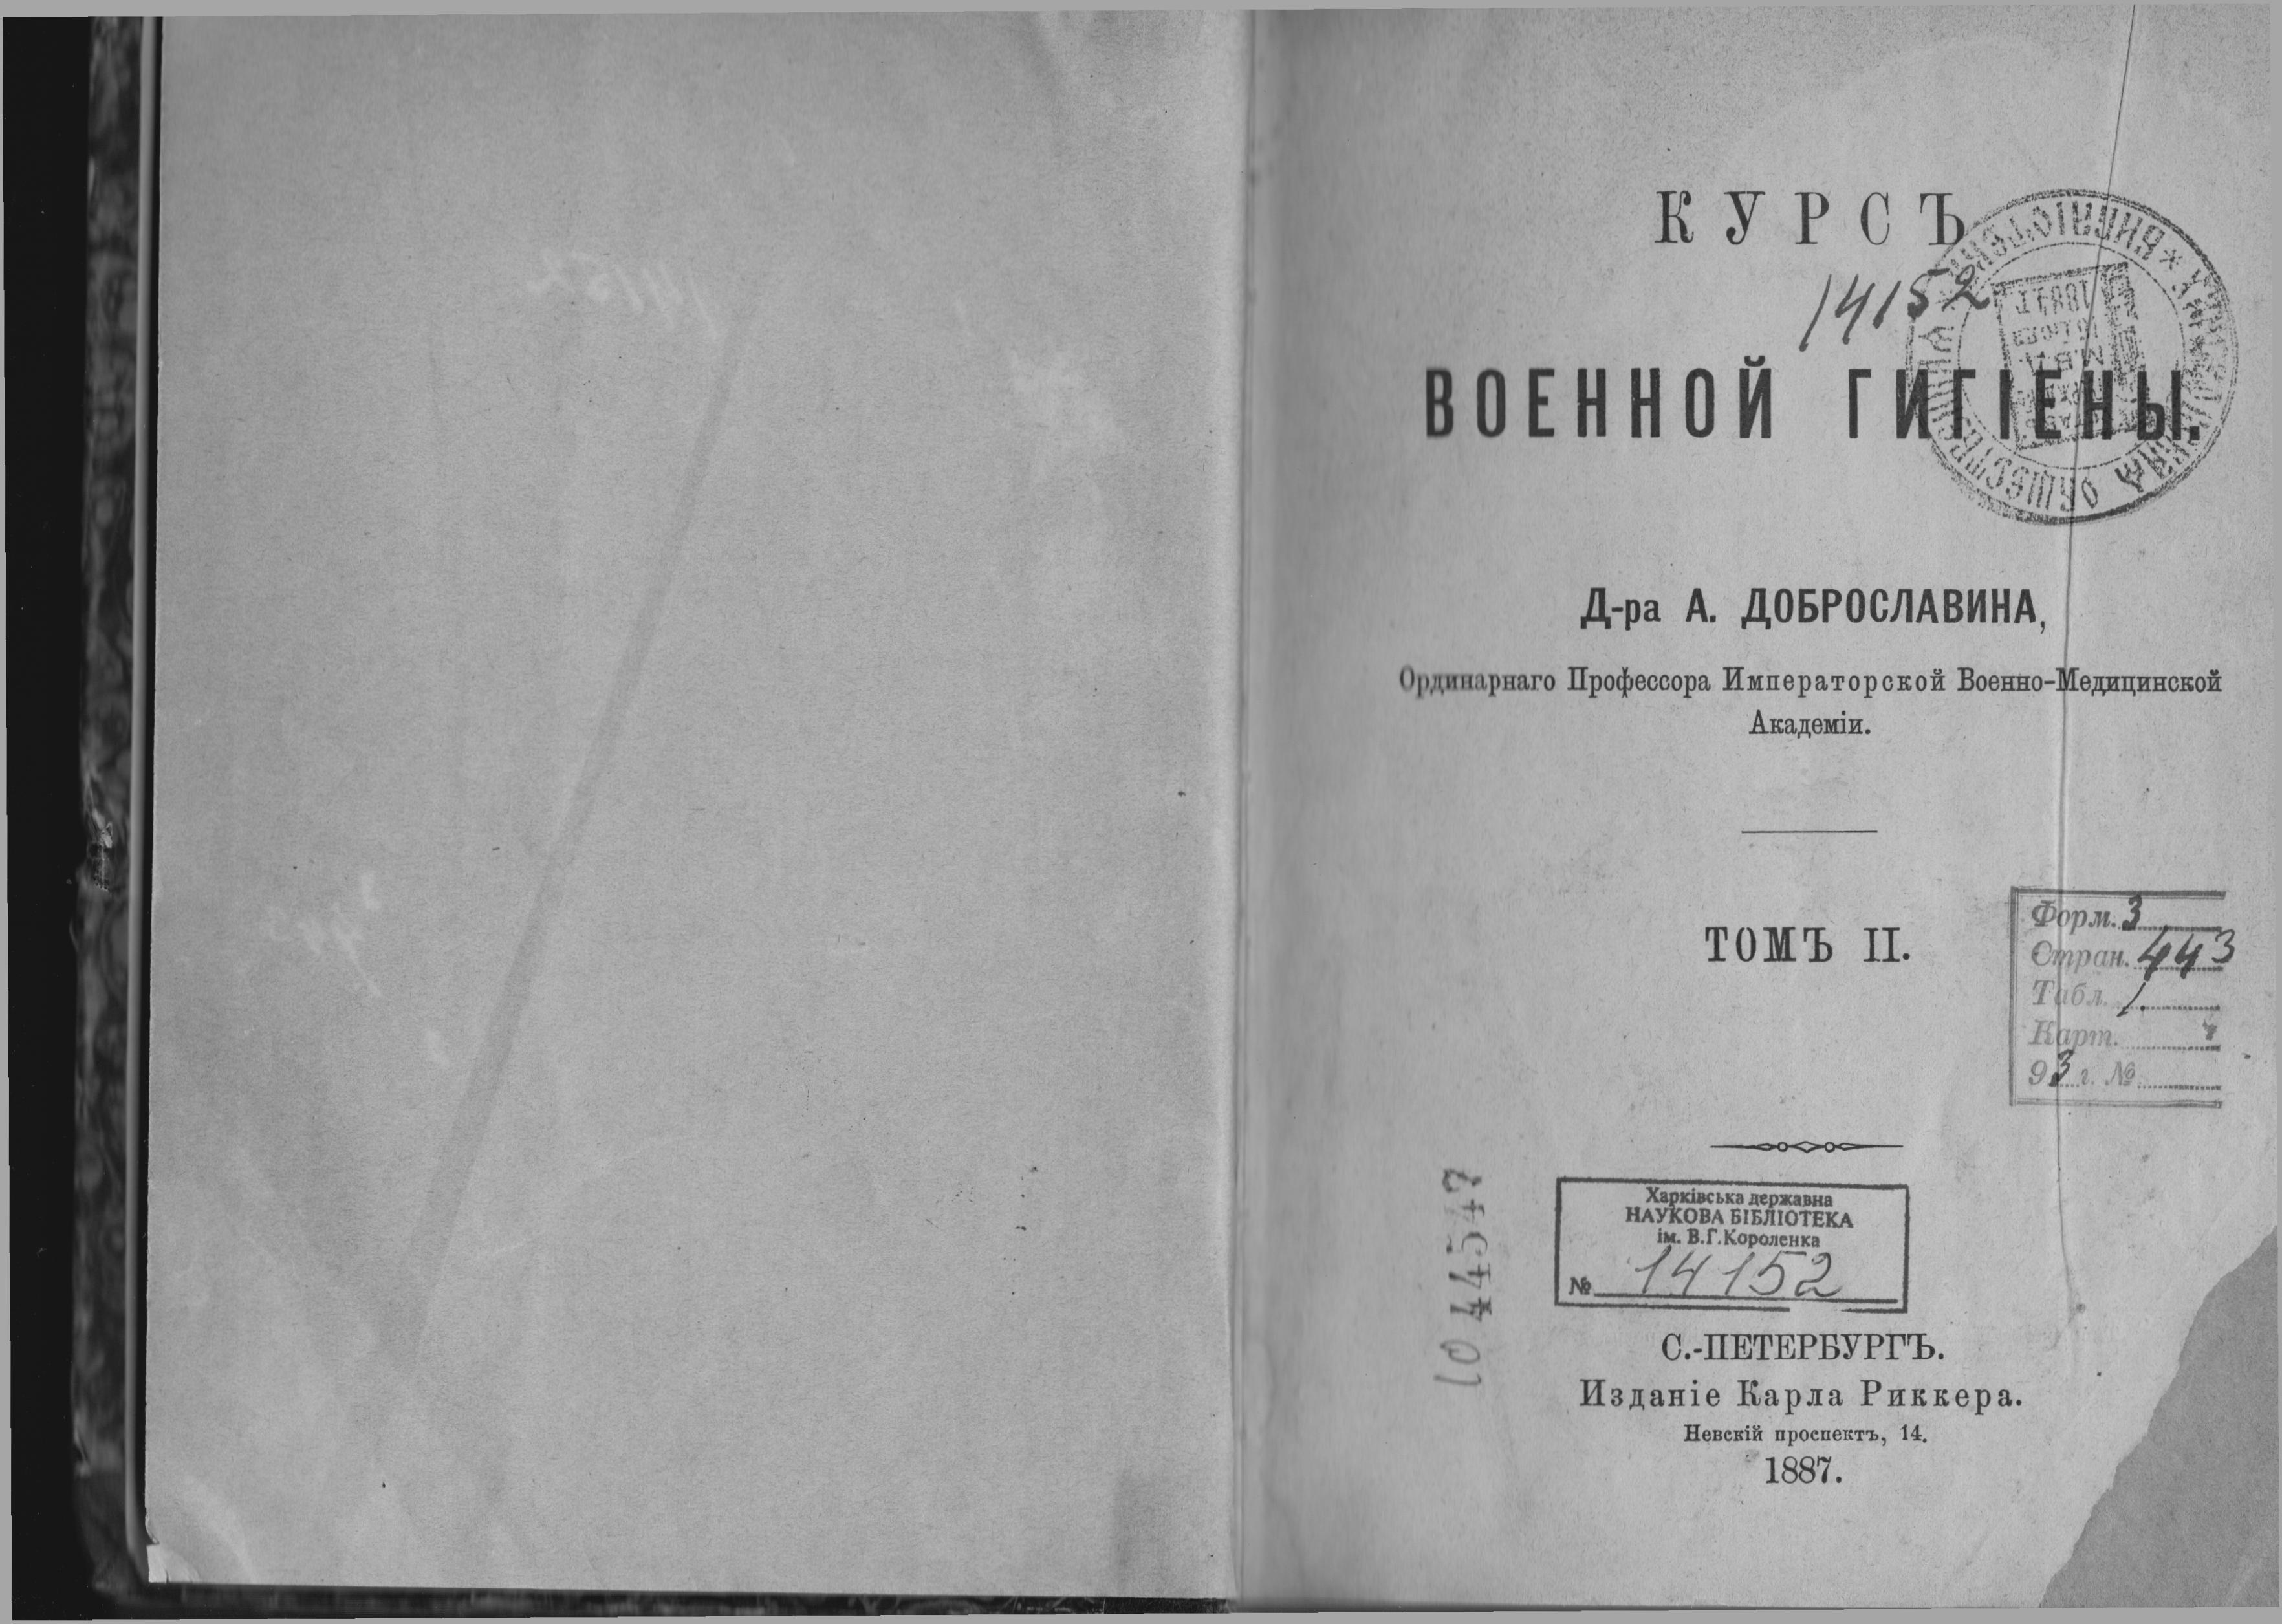 КУРСЪ
14152
ВОЕННОЙ ГИГІЕНЫ.
Д-ра А. ДОБРОСЛАВИНА,
Ординарнаго Профессора Императорской Военно-Медицинской
Академіи.
ТОМЪ II.
Форм. 3
Стран. 443
Табл. 1.
Карт.
93 г. №
Харківська державна
НАУКОВА БІБЛІОТЕКА
ім. В.Г.Короленка
№ 14152
1044547
С.-ПЕТЕРБУРГЪ.
Изданіе Карла Риккера.
Невскій проспектъ, 14.
1887.